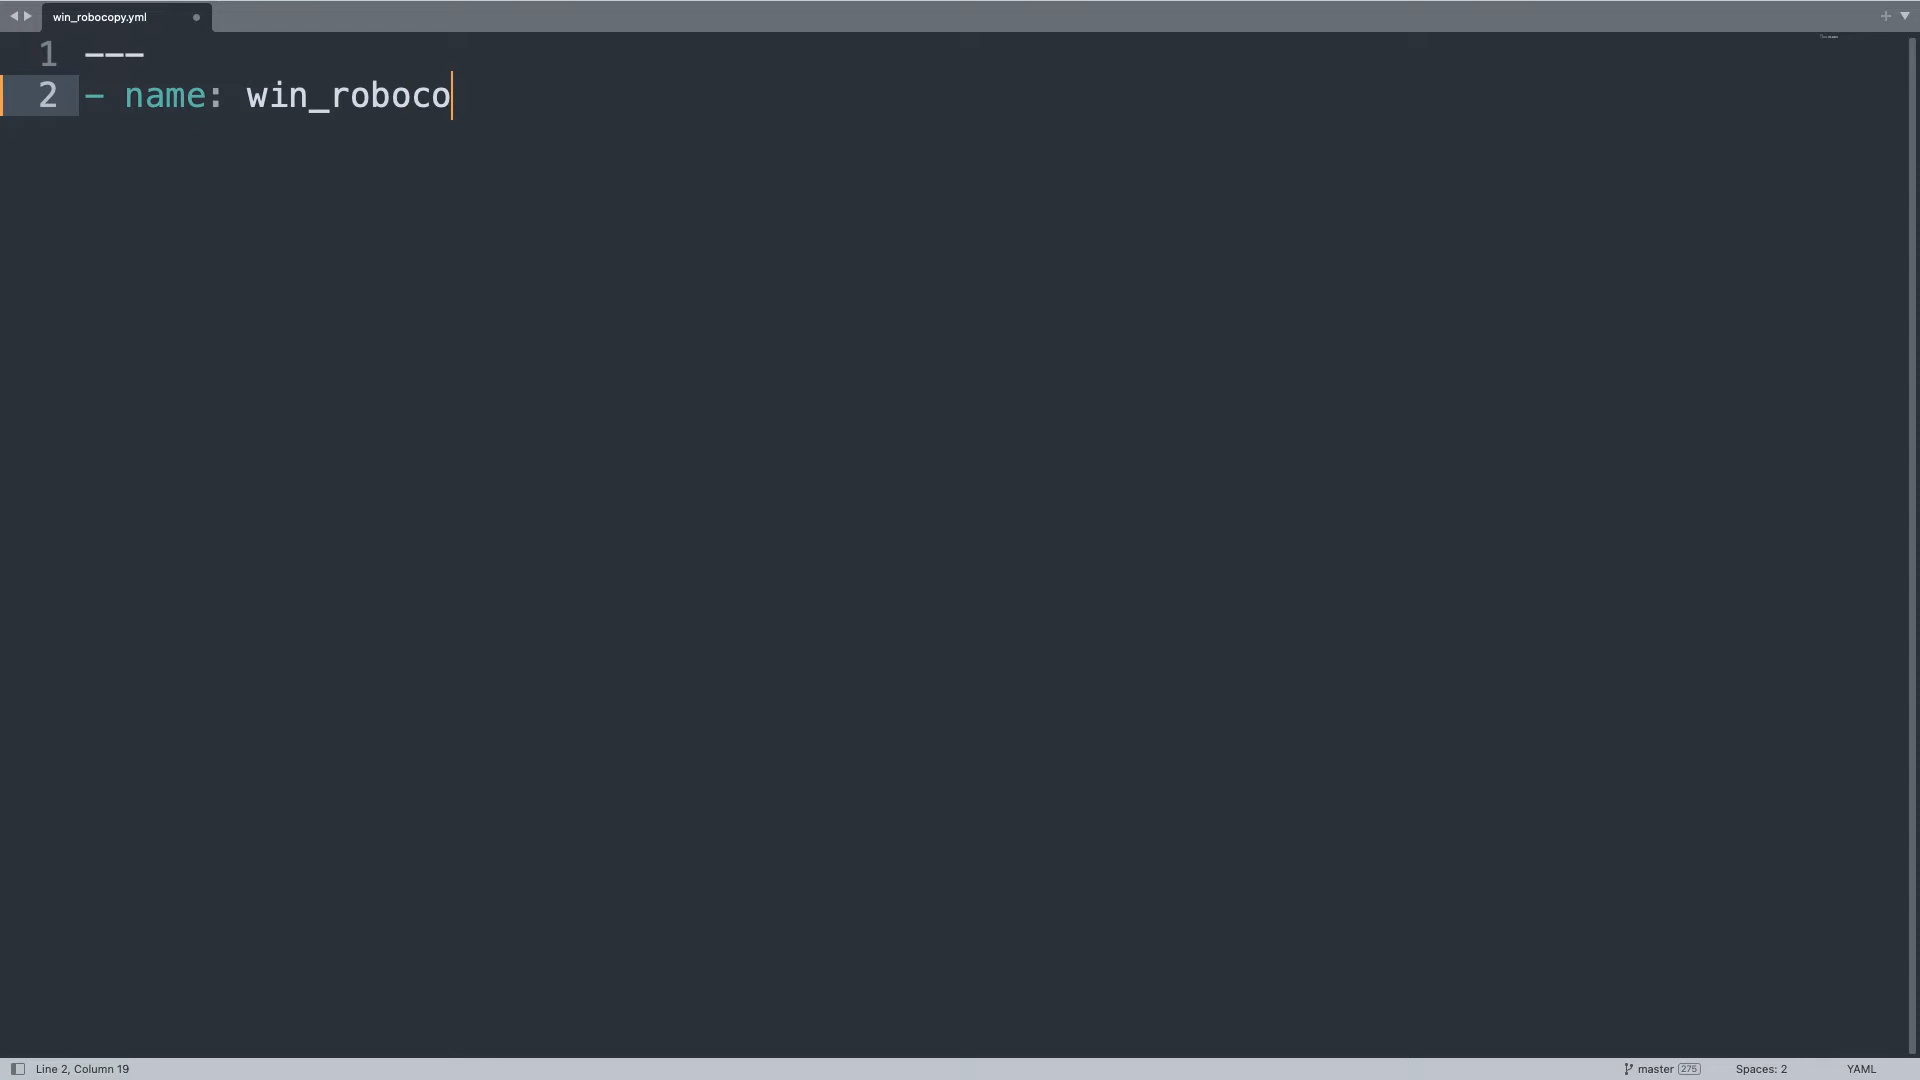 win_robocopy.yml
1 ---
2 - name: win_roboco
Line 2, Column 19
master 275
Spaces: 2
YAML